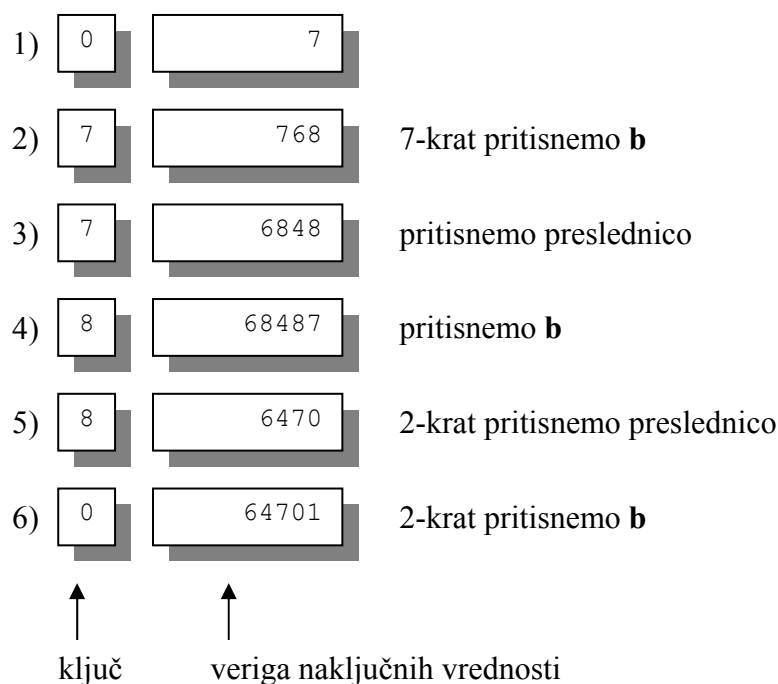 1) 0 7
2) 7 768 7-krat pritisnemo b
3) 7 6848 pritisnemo preslednico
4) 8 68487 pritisnemo b
5) 8 6470 2-krat pritisnemo preslednico
6) 0 64701 2-krat pritisnemo b
ključ veriga naključnih vrednosti